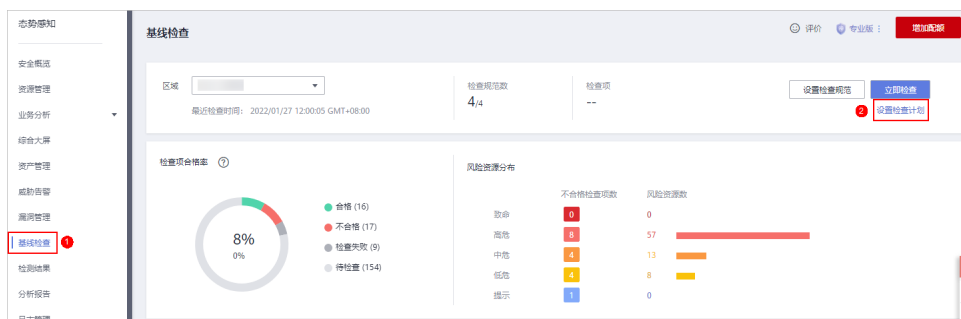 态势感知
安全概览
资源管理
业务分析
综合大屏
资产管理
威胁告警
漏洞管理
基线检查 1
检测结果
分析报告
日志管理
基线检查
评价 专业版 增加配额
区域
最近检查时间： 2022/01/27 12:00:05 GMT+08:00
检查规范数
4/4
检查项
--
设置检查规范 立即检查
2 设置检查计划
检查项合格率 ?
8%
0%
合格 (16)
不合格 (17)
检查失败 (9)
待检查 (154)
风险资源分布
不合格检查项数 风险资源数
致命 0 0
高危 8 57
中危 4 13
低危 4 8
提示 1 0